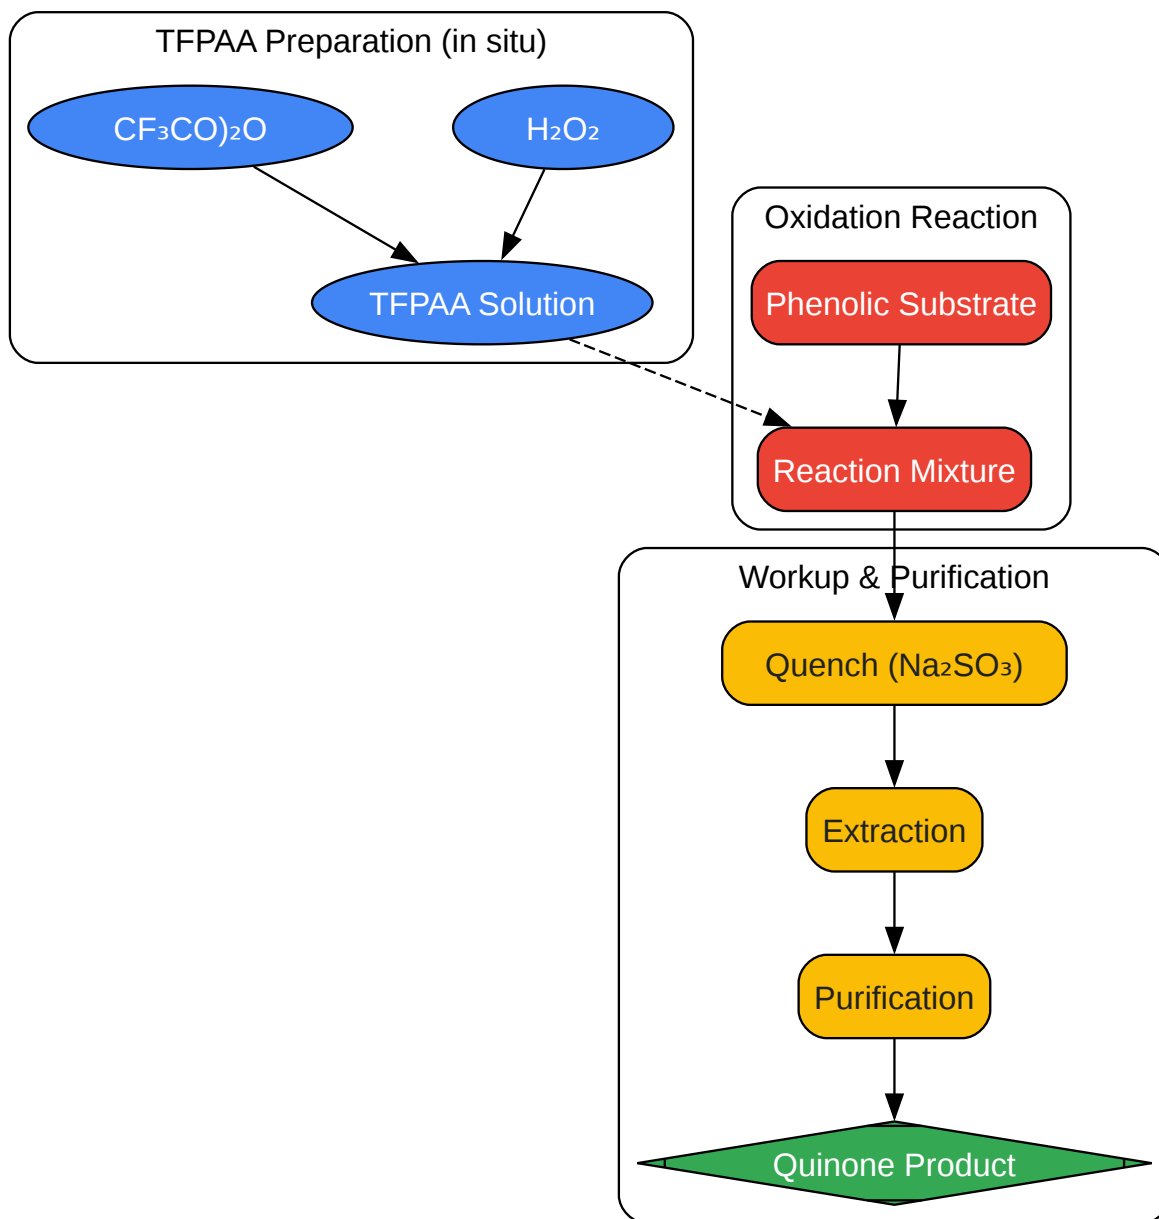 TFPAA Preparation (in situ)
CF₃CO)₂O
H₂O₂
TFPAA Solution
Oxidation Reaction
Phenolic Substrate
Reaction Mixture
Workup & Purification
Quench (Na₂SO₃)
Extraction
Purification
Quinone Product